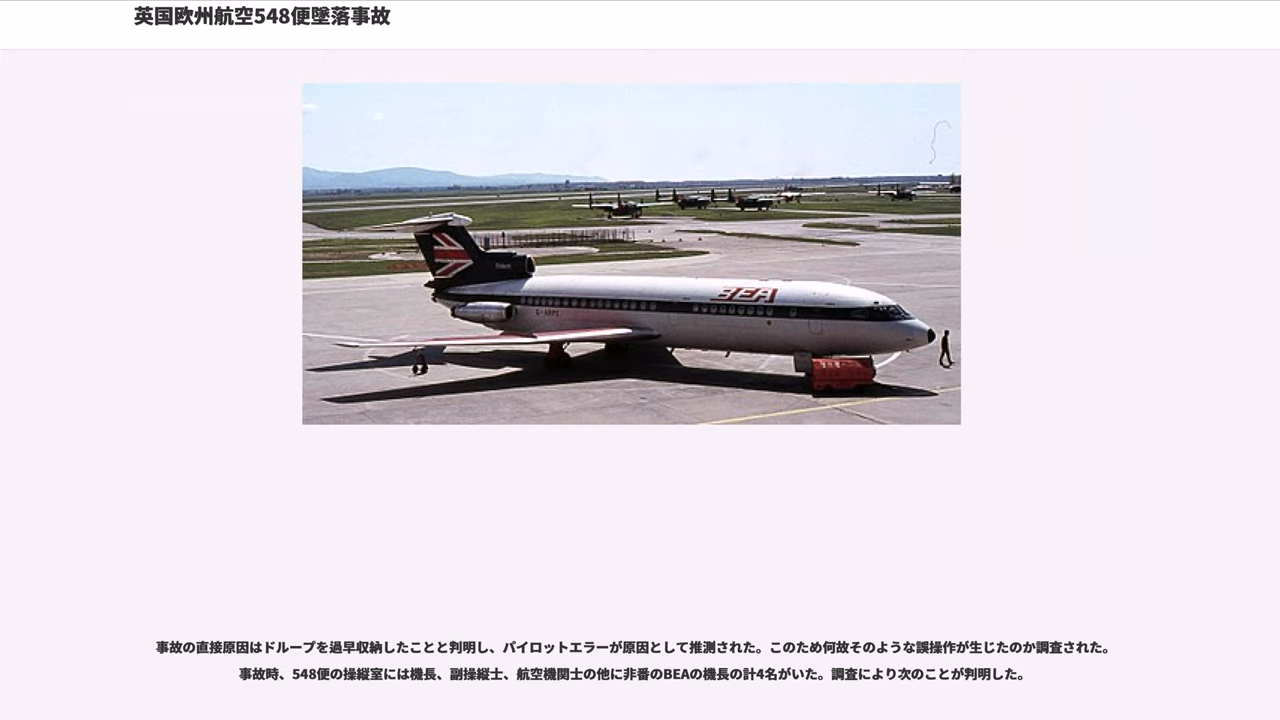 英国欧州航空548便墜落事故
Trident
BEA
G-ARPC
事故の直接原因はドループを過早収納したことと判明し、パイロットエラーが原因として推測された。このため何故そのような誤操作が生じたのか調査された。
事故時、548便の操縦室には機長、副操縦士、航空機関士の他に非番のBEAの機長の計4名がいた。調査により次のことが判明した。